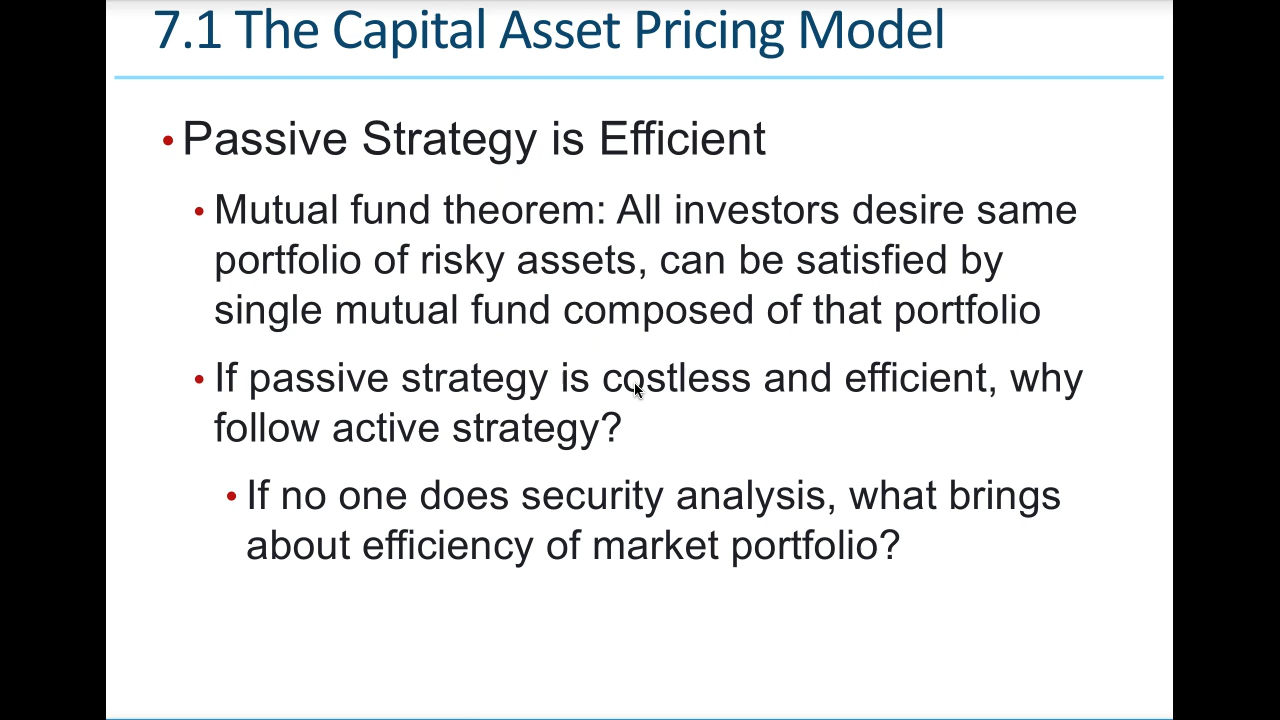 7.1 The Capital Asset Pricing Model
• Passive Strategy is Efficient
• Mutual fund theorem: All investors desire same
portfolio of risky assets, can be satisfied by
single mutual fund composed of that portfolio
• If passive strategy is costless and efficient, why
follow active strategy?
• If no one does security analysis, what brings
about efficiency of market portfolio?